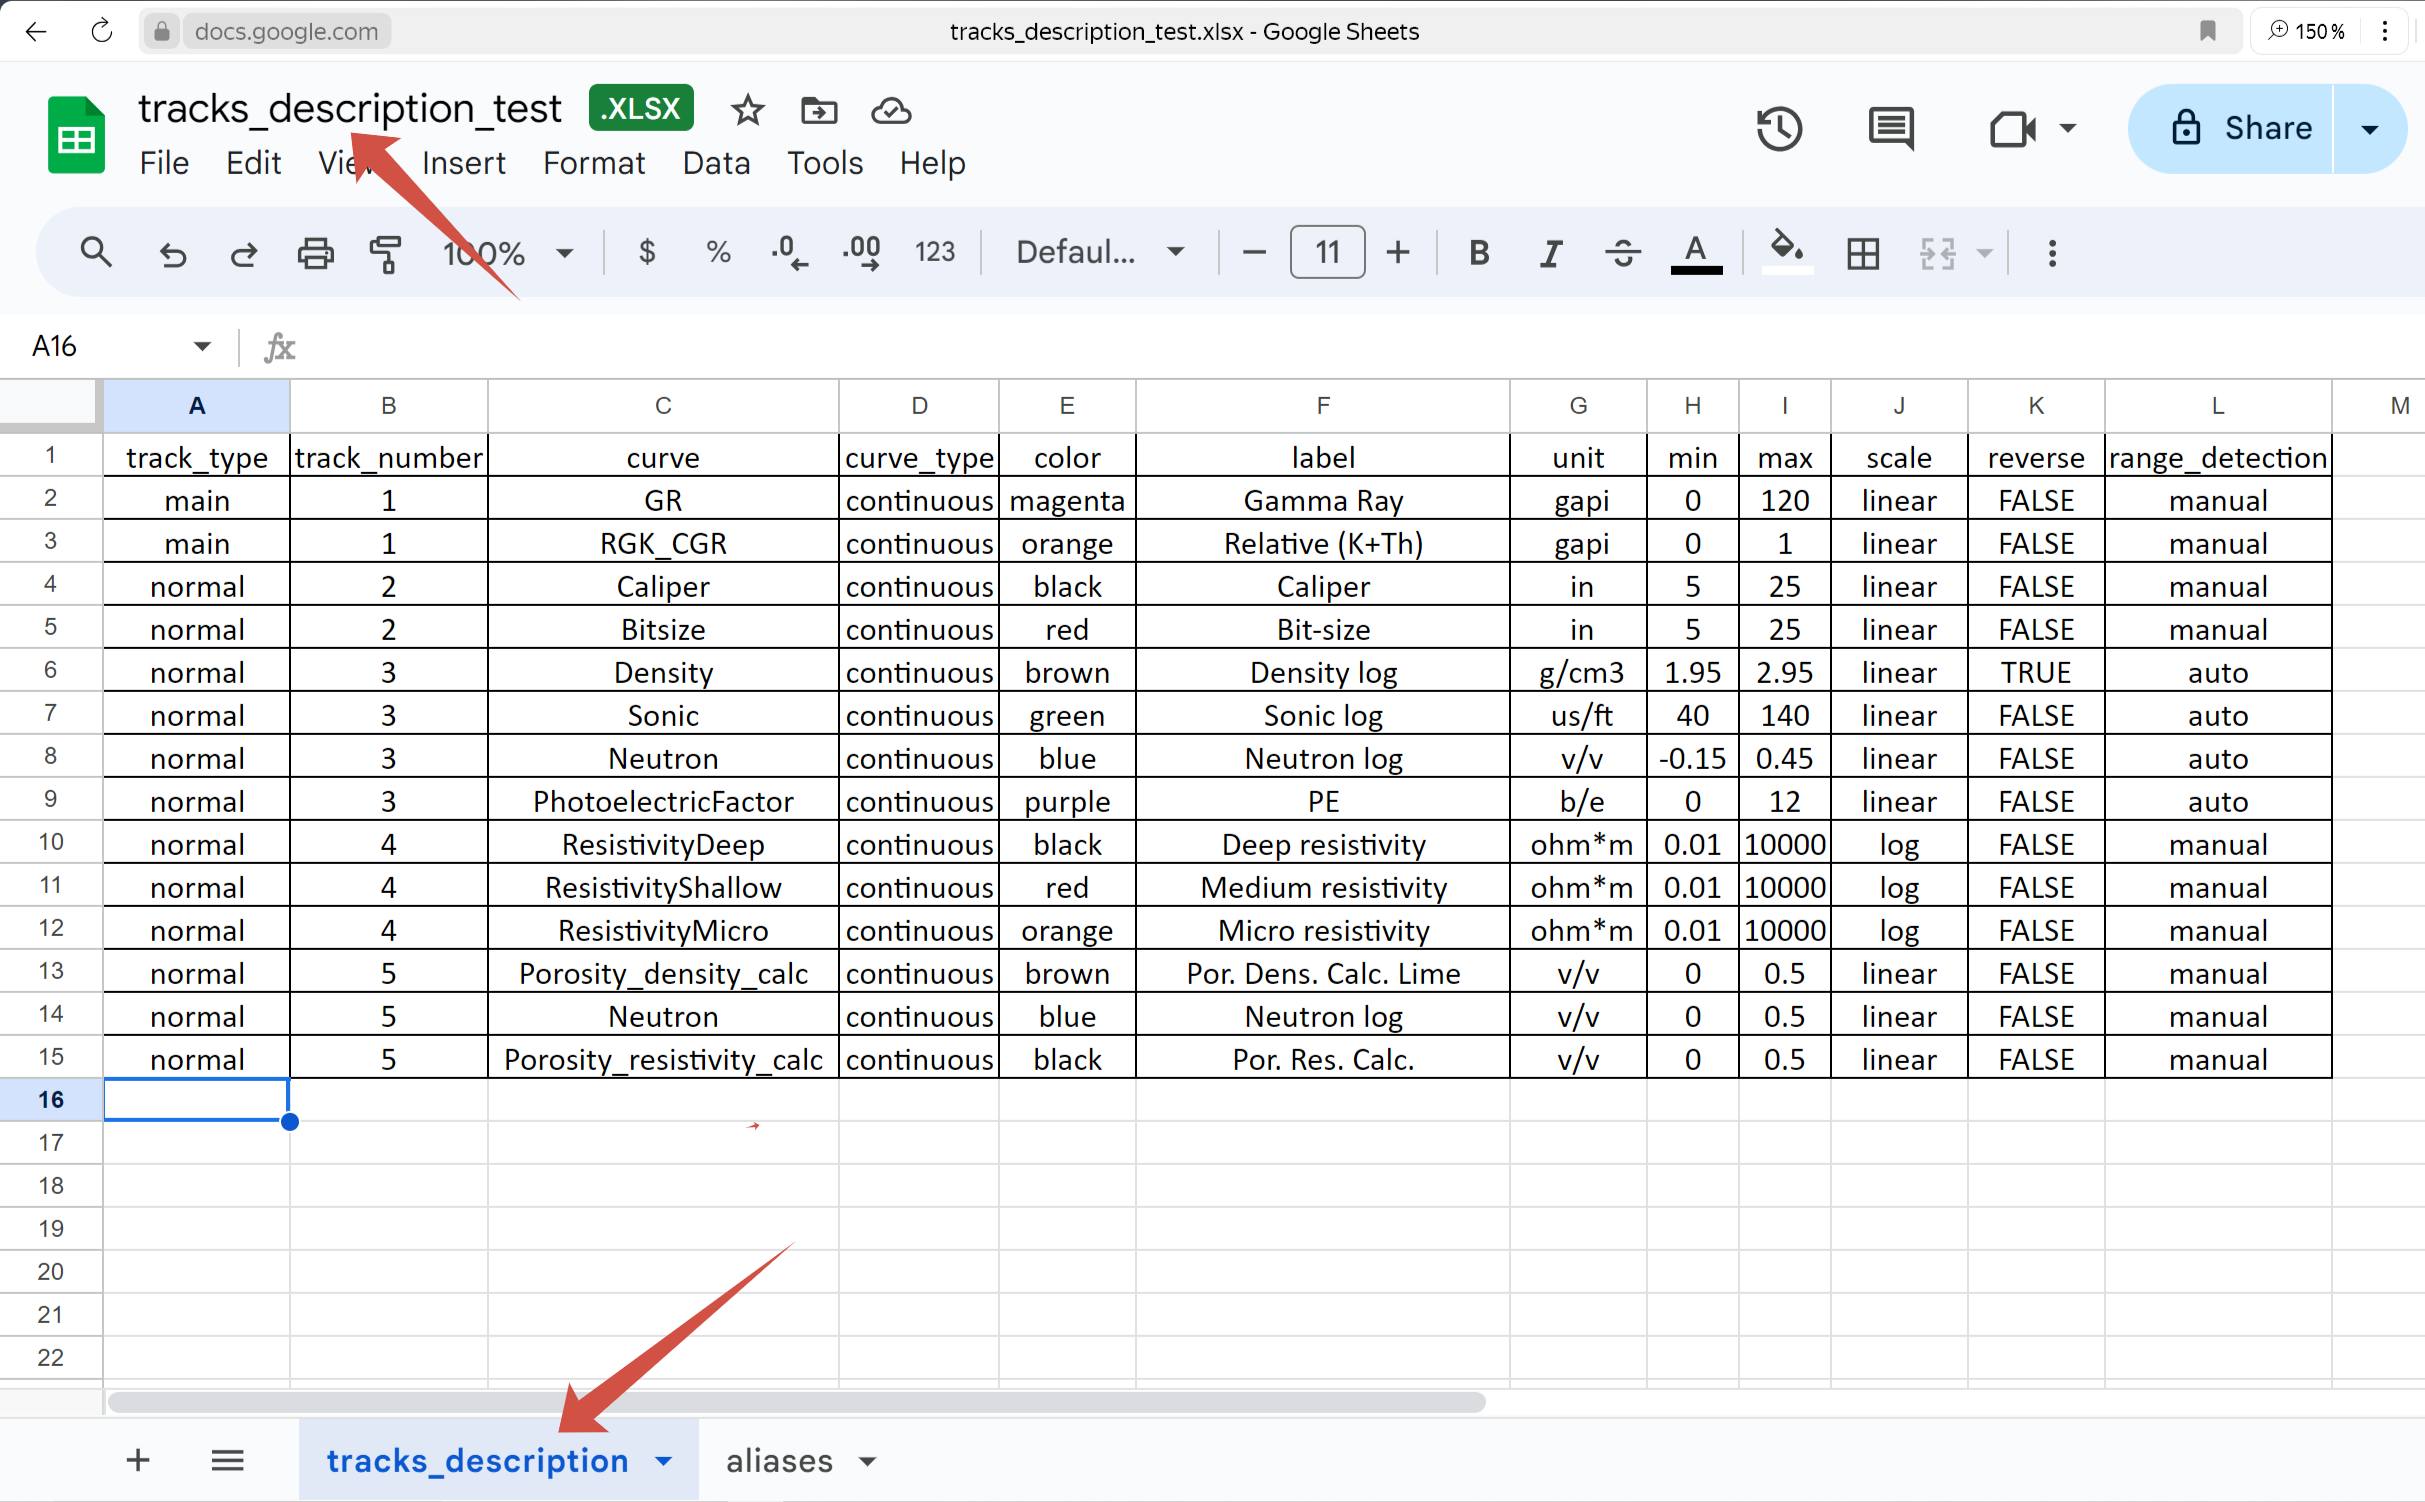 docs.google.com tracks_description_test.xlsx - Google Sheets 150 %
tracks_description_test .XLSX
File Edit View Insert Format Data Tools Help
Share
100% $ % .0 .00 123 Defaul... 11 B I S A
A16 fx
A B C D E F G H I J K L M
1 track_type track_number curve curve_type color label unit min max scale reverse range_detection
2 main 1 GR continuous magenta Gamma Ray gapi 0 120 linear FALSE manual
3 main 1 RGK_CGR continuous orange Relative (K+Th) gapi 0 1 linear FALSE manual
4 normal 2 Caliper continuous black Caliper in 5 25 linear FALSE manual
5 normal 2 Bitsize continuous red Bit-size in 5 25 linear FALSE manual
6 normal 3 Density continuous brown Density log g/cm3 1.95 2.95 linear TRUE auto
7 normal 3 Sonic continuous green Sonic log us/ft 40 140 linear FALSE auto
8 normal 3 Neutron continuous blue Neutron log v/v -0.15 0.45 linear FALSE auto
9 normal 3 PhotoelectricFactor continuous purple PE b/e 0 12 linear FALSE auto
10 normal 4 ResistivityDeep continuous black Deep resistivity ohm*m 0.01 10000 log FALSE manual
11 normal 4 ResistivityShallow continuous red Medium resistivity ohm*m 0.01 10000 log FALSE manual
12 normal 4 ResistivityMicro continuous orange Micro resistivity ohm*m 0.01 10000 log FALSE manual
13 normal 5 Porosity_density_calc continuous brown Por. Dens. Calc. Lime v/v 0 0.5 linear FALSE manual
14 normal 5 Neutron continuous blue Neutron log v/v 0 0.5 linear FALSE manual
15 normal 5 Porosity_resistivity_calc continuous black Por. Res. Calc. v/v 0 0.5 linear FALSE manual
16
17
18
19
20
21
22
tracks_description aliases